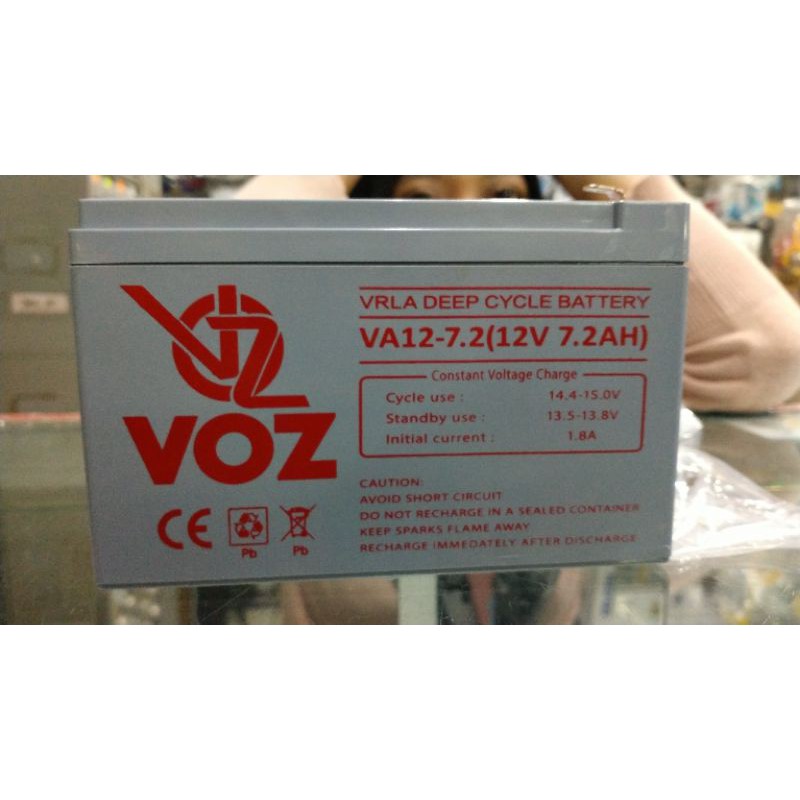 VOZ
CE
Pb
Pb
VRLA DEEP CYCLE BATTERY
VA12-7.2(12V 7.2AH)
Constant Voltage Charge
Cycle use : 14.4-15.0V
Standby use : 13.5-13.8V
Initial current : 1.8A
CAUTION:
AVOID SHORT CIRCUIT
DO NOT RECHARGE IN A SEALED CONTAINER
KEEP SPARKS FLAME AWAY
RECHARGE IMMEDATELY AFTER DISCHARGE